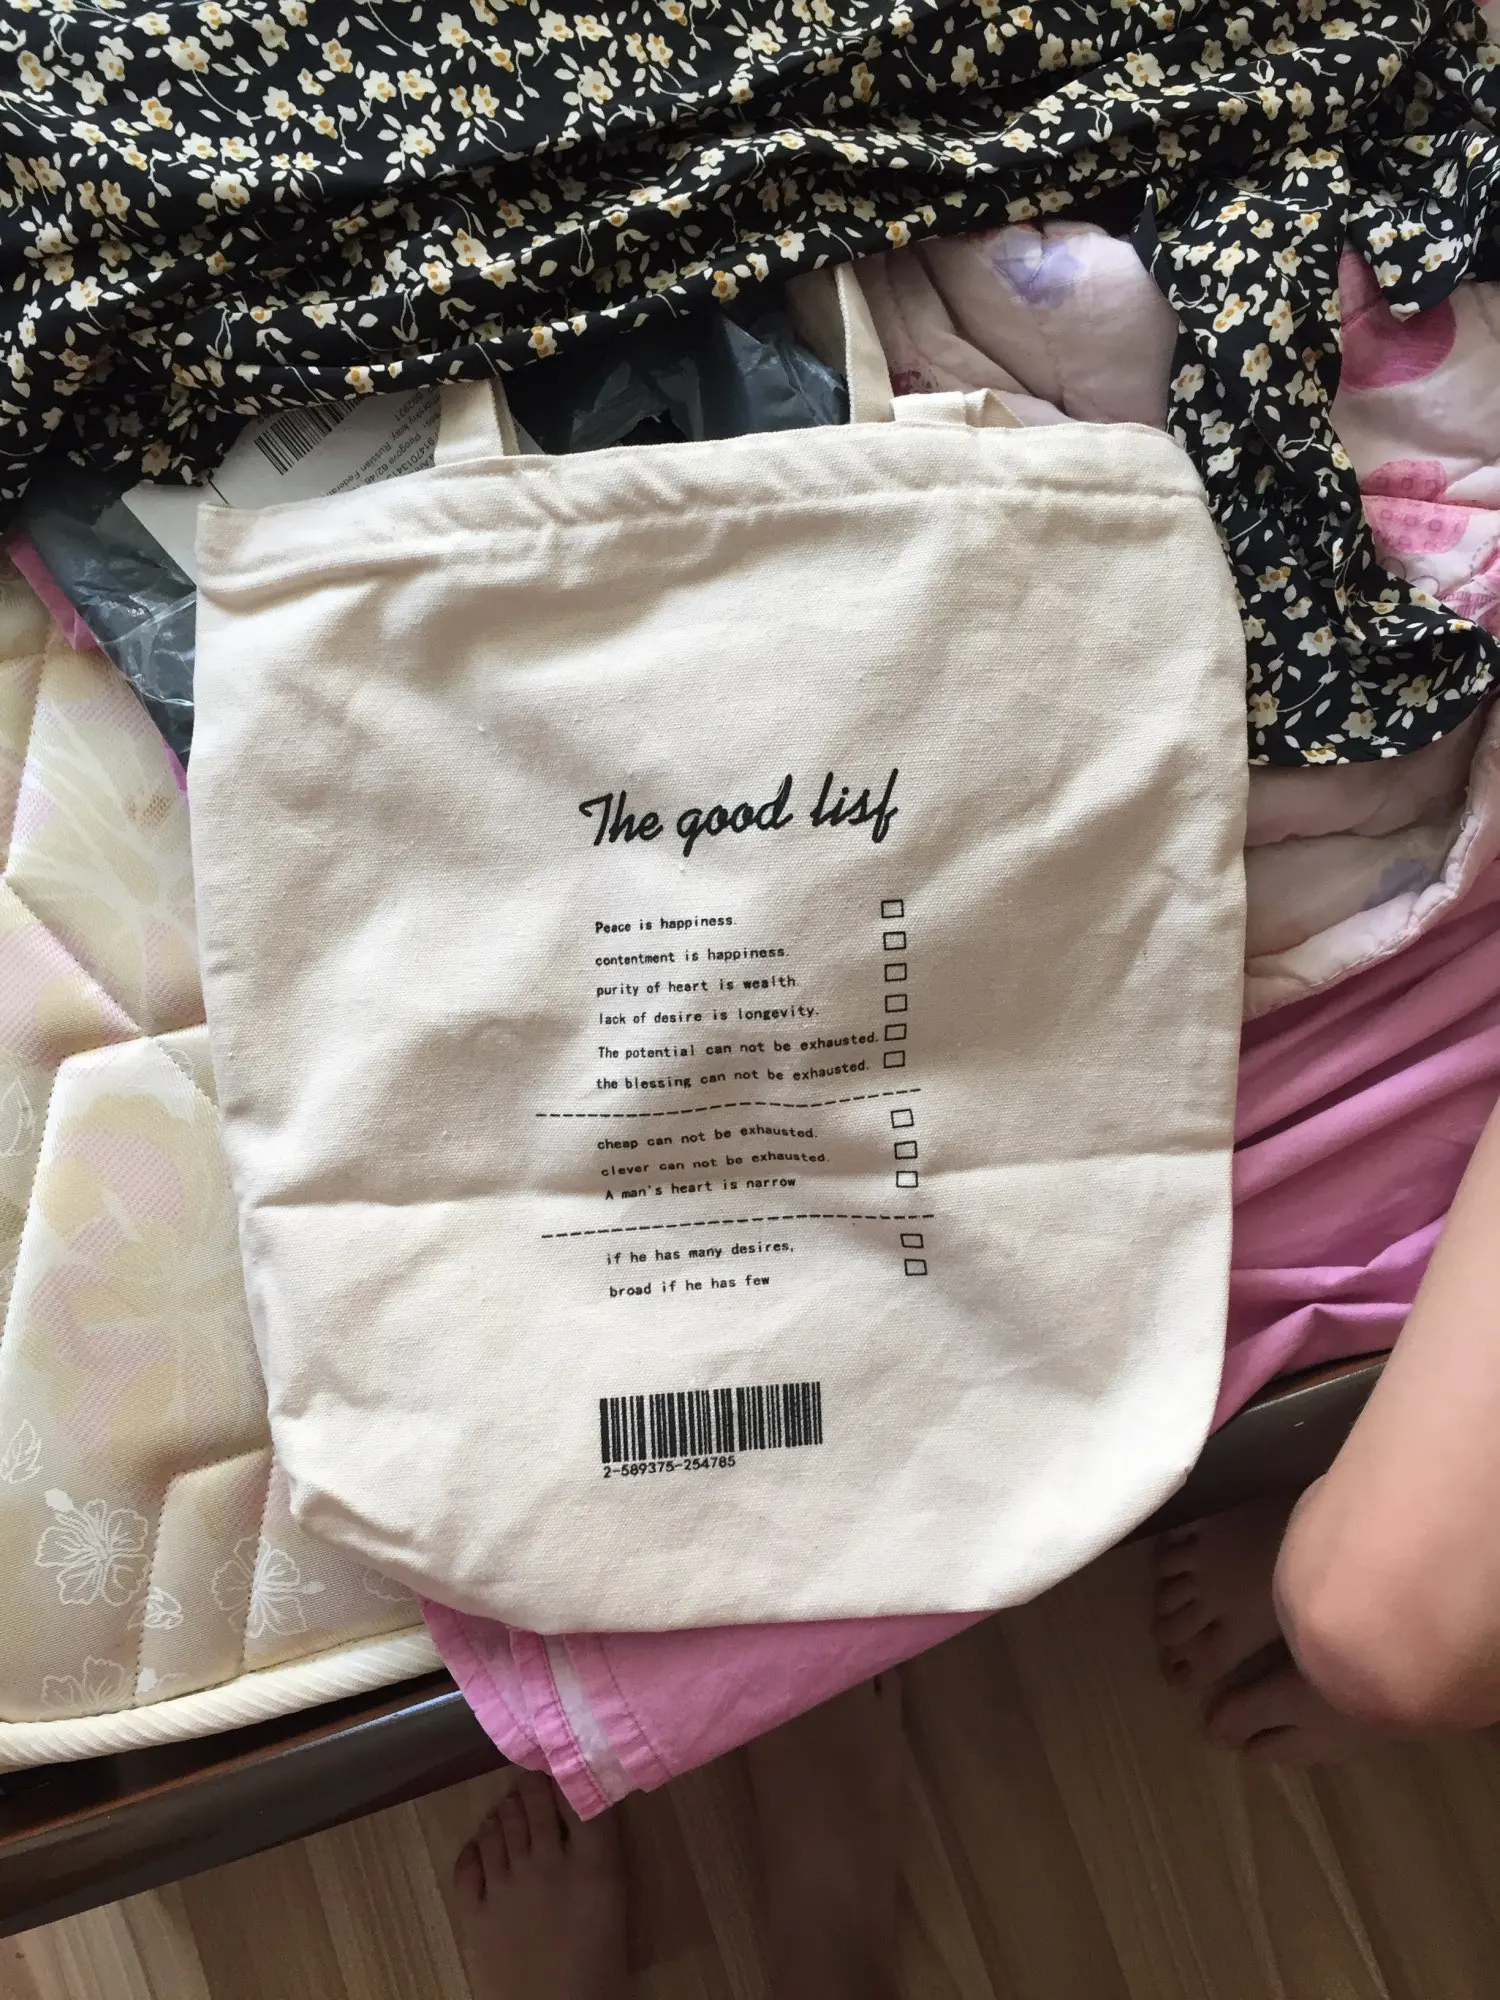 The good lisf
Peace is happiness.
contentment is happiness.
purity of heart is wealth.
lack of desire is longevity.
The potential can not be exhausted.
the blessing can not be exhausted.
cheap can not be exhausted.
clever can not be exhausted.
A man's heart is narrow
if he has many desires,
broad if he has few
2-589375-254785